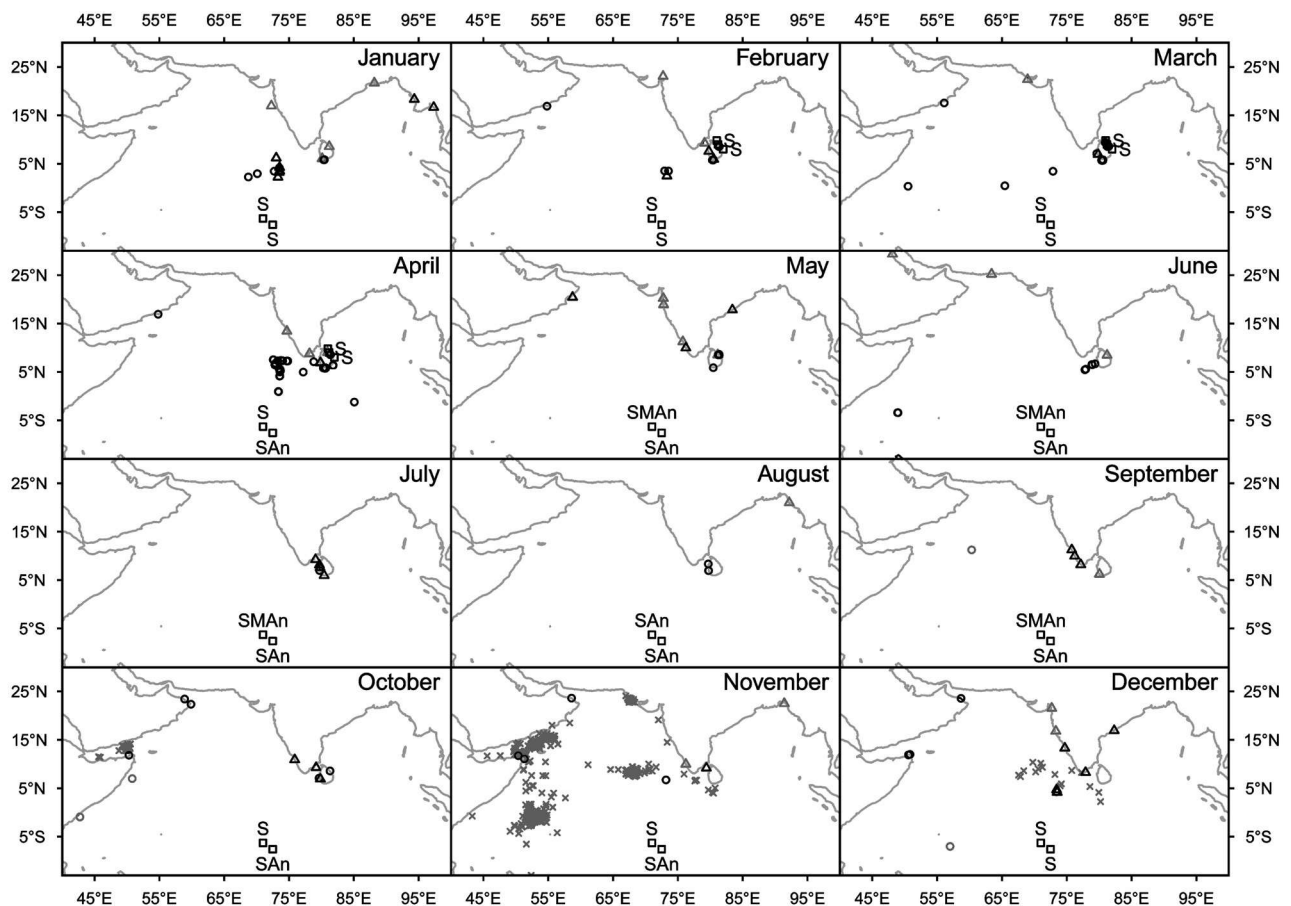 45°E 55°E 65°E 75°E 85°E 95°E 45°E 55°E 65°E 75°E 85°E 95°E 45°E 55°E 65°E 75°E 85°E 95°E
January February March
25°N 25°N
15°N 15°N
S S
S S
5°N 5°N
S S S
5°S 5°S
S S S
April May June
25°N 25°N
15°N 15°N
S
S
5°N 5°N
S SMAn SMAn
5°S 5°S
SAn SAn SAn
July August September
25°N 25°N
15°N 15°N
5°N 5°N
SMAn SAn SMAn
5°S 5°S
SAn SAn SAn
October November December
25°N 25°N
15°N 15°N
5°N 5°N
S S S
5°S 5°S
SAn SAn S
45°E 55°E 65°E 75°E 85°E 95°E 45°E 55°E 65°E 75°E 85°E 95°E 45°E 55°E 65°E 75°E 85°E 95°E